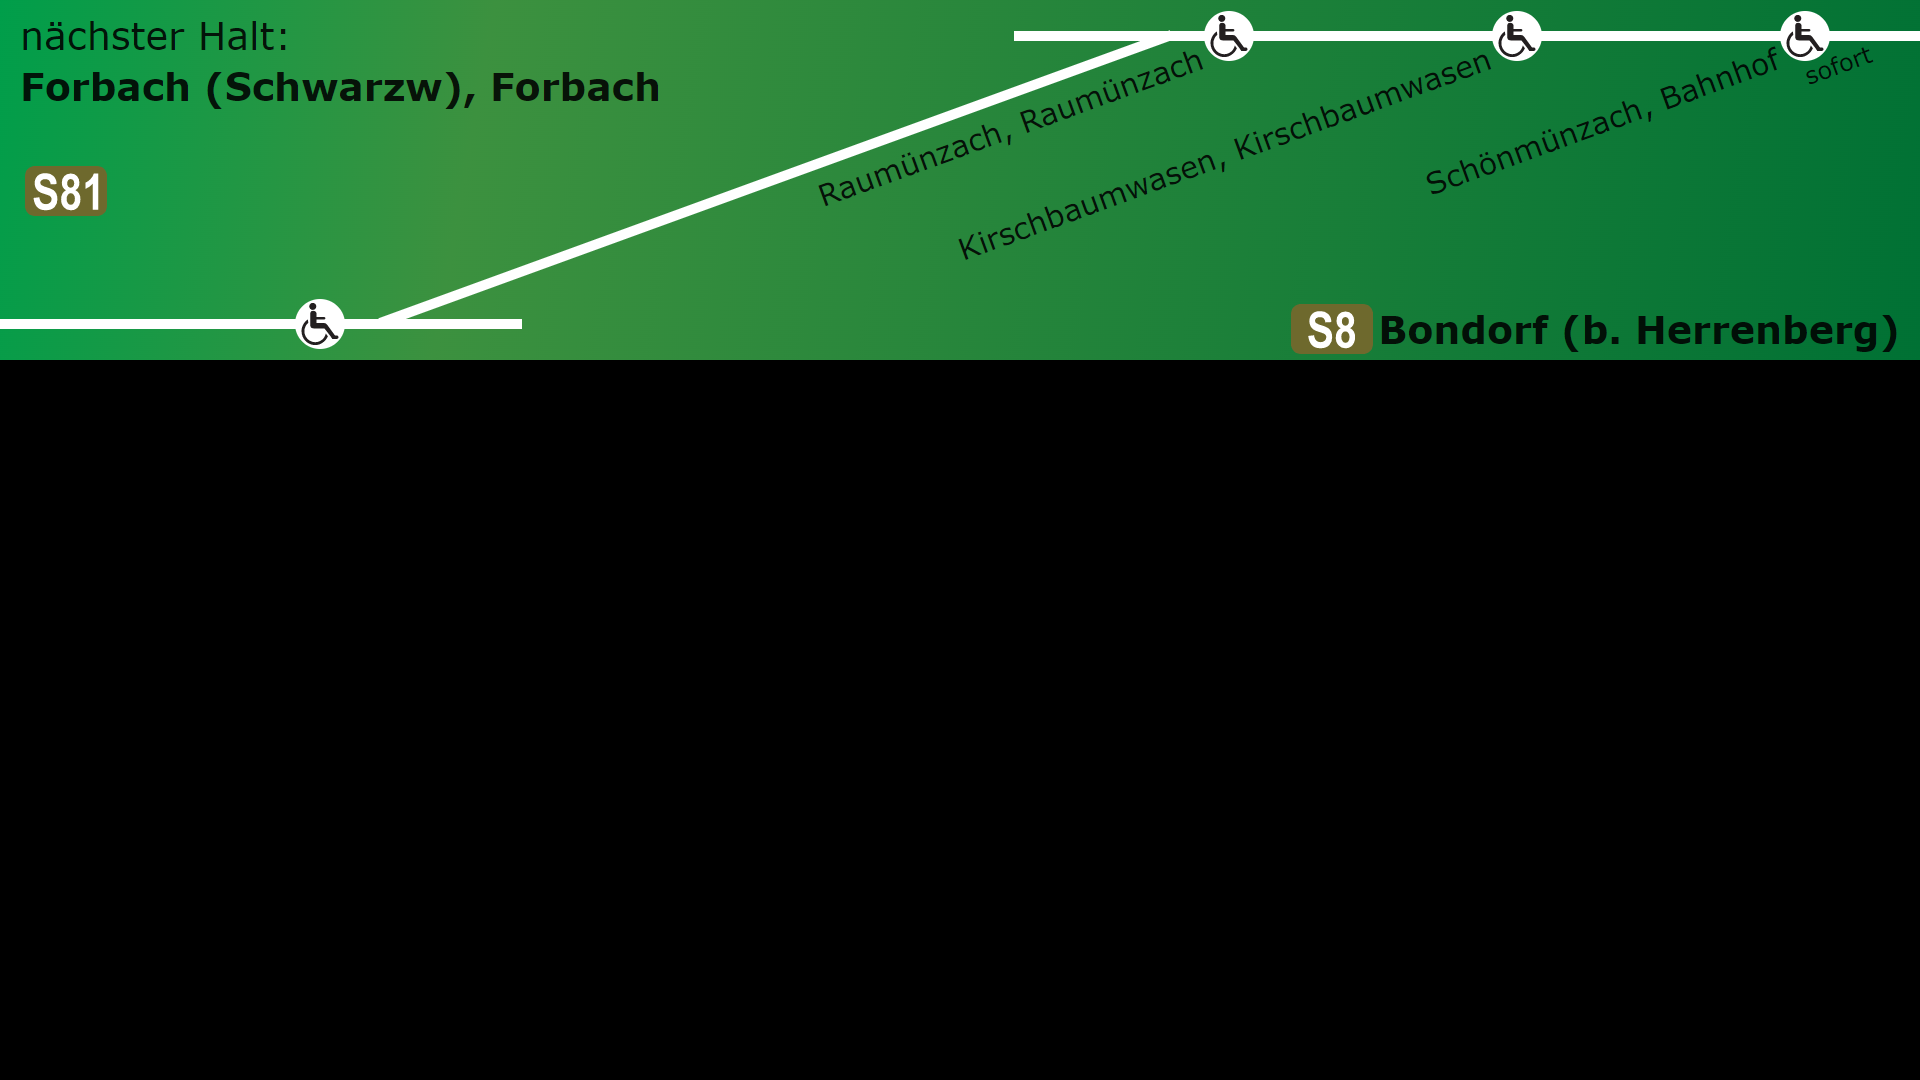 nächster Halt:
Forbach (Schwarzw), Forbach
S81
Raumünzach, Raumünzach
Kirschbaumwasen, Kirschbaumwasen
Schönmünzach, Bahnhof
sofort
S8 Bondorf (b. Herrenberg)